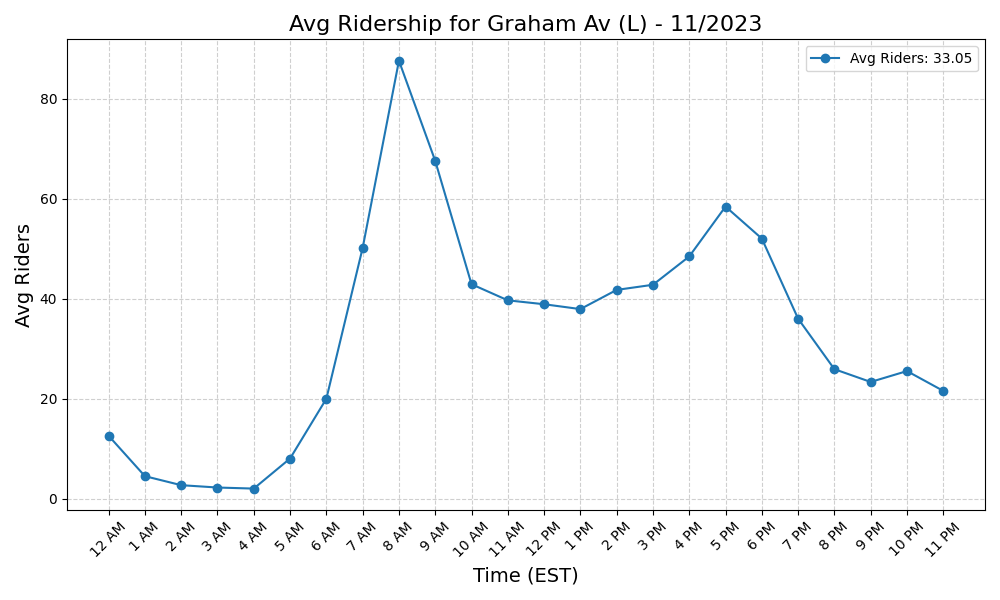 Avg Ridership for Graham Av (L) - 11/2023
Avg Riders: 33.05
Avg Riders
80
60
40
20
0
12 AM
1 AM
2 AM
3 AM
4 AM
5 AM
6 AM
7 AM
8 AM
9 AM
10 AM
11 AM
12 PM
1 PM
2 PM
3 PM
4 PM
5 PM
6 PM
7 PM
8 PM
9 PM
10 PM
11 PM
Time (EST)